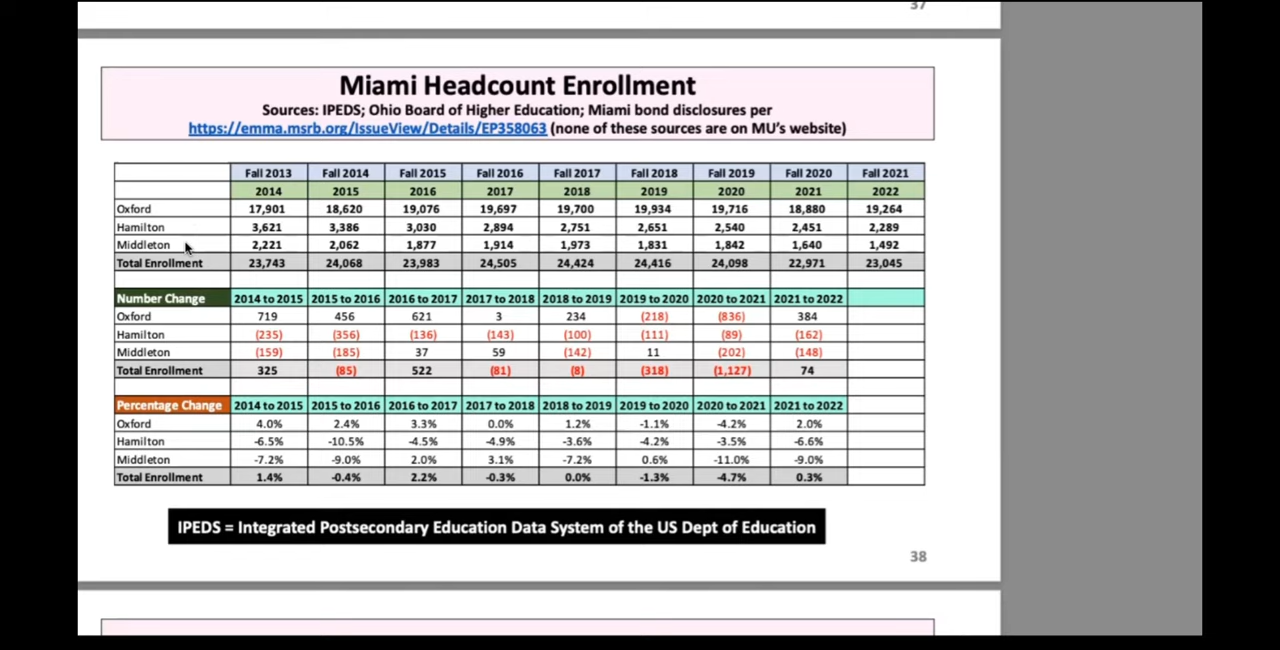 37
Miami Headcount Enrollment
Sources: IPEDS; Ohio Board of Higher Education; Miami bond disclosures per
https://emma.msrb.org/IssueView/Details/EP358063 (none of these sources are on MU's website)
Fall 2013 Fall 2014 Fall 2015 Fall 2016 Fall 2017 Fall 2018 Fall 2019 Fall 2020 Fall 2021
2014 2015 2016 2017 2018 2019 2020 2021 2022
Oxford 17,901 18,620 19,076 19,697 19,700 19,934 19,716 18,880 19,264
Hamilton 3,621 3,386 3,030 2,894 2,751 2,651 2,540 2,451 2,289
Middleton 2,221 2,062 1,877 1,914 1,973 1,831 1,842 1,640 1,492
Total Enrollment 23,743 24,068 23,983 24,505 24,424 24,416 24,098 22,971 23,045
Number Change 2014 to 2015 2015 to 2016 2016 to 2017 2017 to 2018 2018 to 2019 2019 to 2020 2020 to 2021 2021 to 2022
Oxford 719 456 621 3 234 (218) (836) 384
Hamilton (235) (356) (136) (143) (100) (111) (89) (162)
Middleton (159) (185) 37 59 (142) 11 (202) (148)
Total Enrollment 325 (85) 522 (81) (8) (318) (1,127) 74
Percentage Change 2014 to 2015 2015 to 2016 2016 to 2017 2017 to 2018 2018 to 2019 2019 to 2020 2020 to 2021 2021 to 2022
Oxford 4.0% 2.4% 3.3% 0.0% 1.2% -1.1% -4.2% 2.0%
Hamilton -6.5% -10.5% -4.5% -4.9% -3.6% -4.2% -3.5% -6.6%
Middleton -7.2% -9.0% 2.0% 3.1% -7.2% 0.6% -11.0% -9.0%
Total Enrollment 1.4% -0.4% 2.2% -0.3% 0.0% -1.3% -4.7% 0.3%
IPEDS = Integrated Postsecondary Education Data System of the US Dept of Education
38